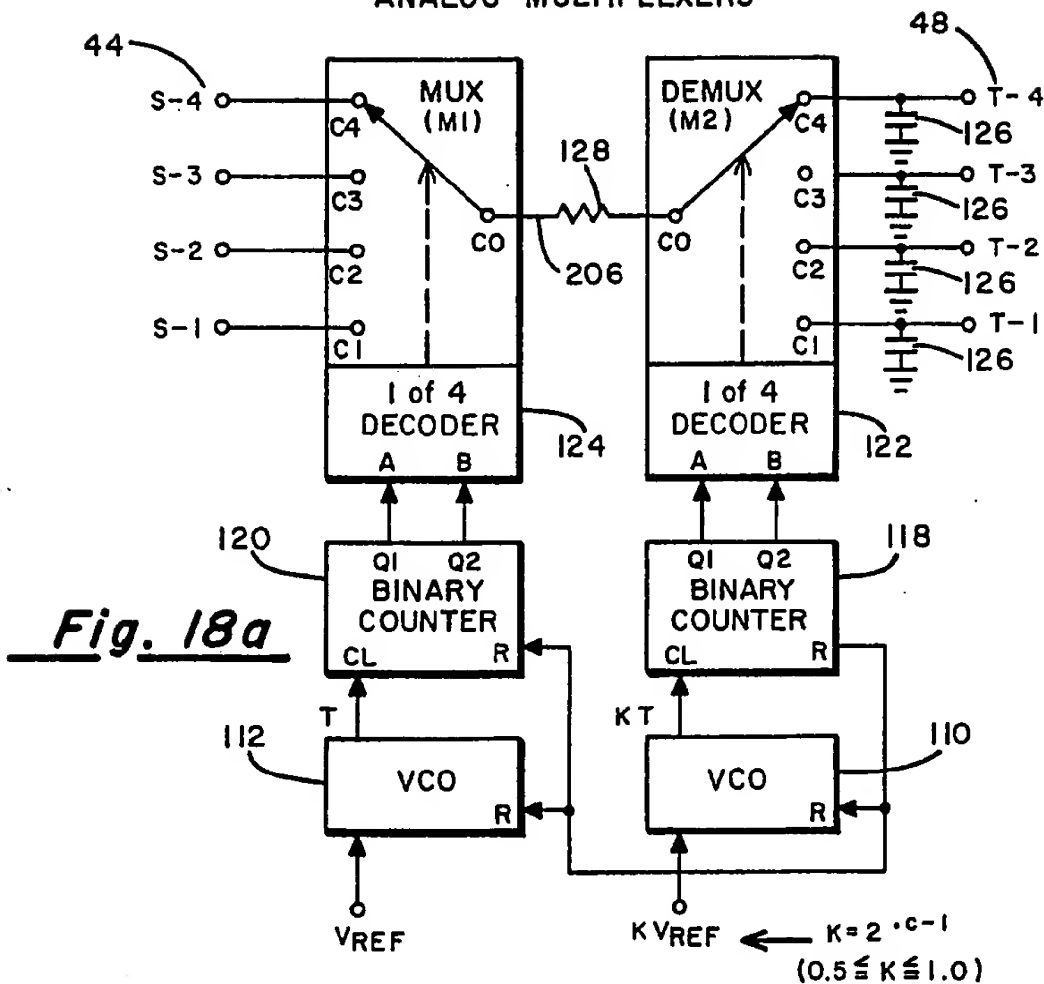 ANALOG MULTIPLEXERS
44
48
S-4
C4
MUX
(M1)
DEMUX
(M2)
C4
T-4
126
S-3
C3
128
C3
T-3
126
S-2
C2
CO
206
CO
C2
T-2
126
S-1
C1
C1
T-1
126
1 of 4
DECODER
A B
124
1 of 4
DECODER
A B
122
120
Q1 Q2
BINARY
COUNTER
CL R
118
Q1 Q2
BINARY
COUNTER
CL R
Fig. 18a
T
KT
112
VCO
R
110
VCO
R
VREF
KVREF
K=2·c-1
(0.5≦K≦1.0)